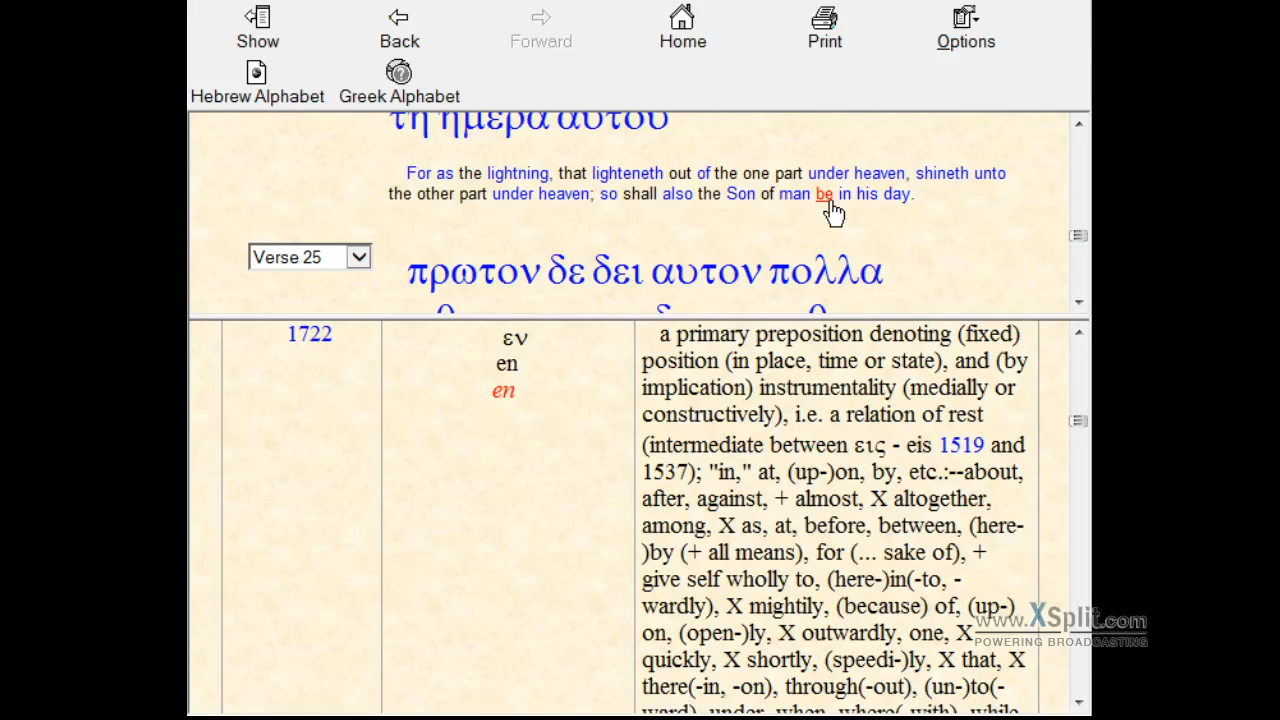 Show Back Forward Home Print Options
Hebrew Alphabet Greek Alphabet
τη ημερα αυτου
For as the lightning, that lighteneth out of the one part under heaven, shineth unto
the other part under heaven; so shall also the Son of man be in his day.
Verse 25
πρωτον δε δει αυτον πολλα
1722
εν
en
en
a primary preposition denoting (fixed)
position (in place, time or state), and (by
implication) instrumentality (medially or
constructively), i.e. a relation of rest
(intermediate between εις - eis 1519 and
1537); "in," at, (up-)on, by, etc.:--about,
after, against, + almost, X altogether,
among, X as, at, before, between, (here-
)by (+ all means), for (... sake of), +
give self wholly to, (here-)in(-to, -
wardly), X mightily, (because) of, (up-)
on, (open-)ly, X outwardly, one, X
quickly, X shortly, (speedi-)ly, X that, X
there(-in, -on), through(-out), (un-)to(-
ward), under, when, where(-with), while,
www.XSplit.com
POWERING BROADCASTING